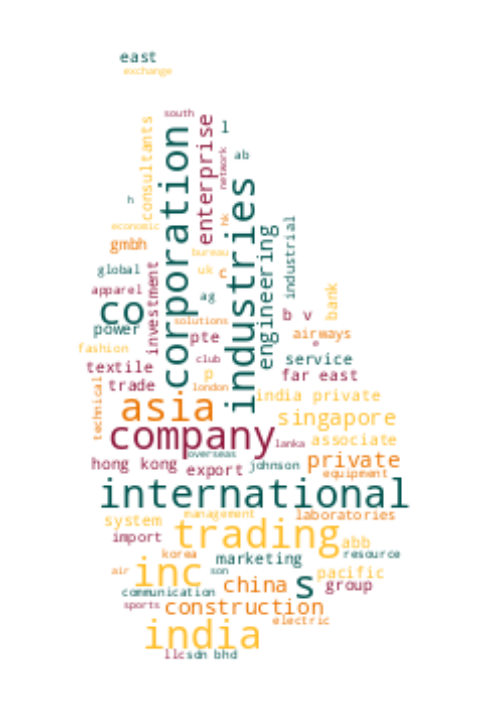 east
exchange
south
consultants
corporation
enterprise
l
network
ab
industries
h
hk
economic
engineering
industrial
gmbh
bureau
global
investment
uk
c
apparel
ag
bank
co
b v
power
solutions
pte
airways
e
fashion
club
service
textile
p
far east
trade
london
technical
india private
asia
singapore
company
lanka
associate
overseas
hong kong
export
johnson
private
equipment
international
system
management
laboratories
import
trading
abb
korea
marketing
resource
air
inc
son
pacific
communication
china
s
group
sports
construction
electric
india
llc
sdn bhd